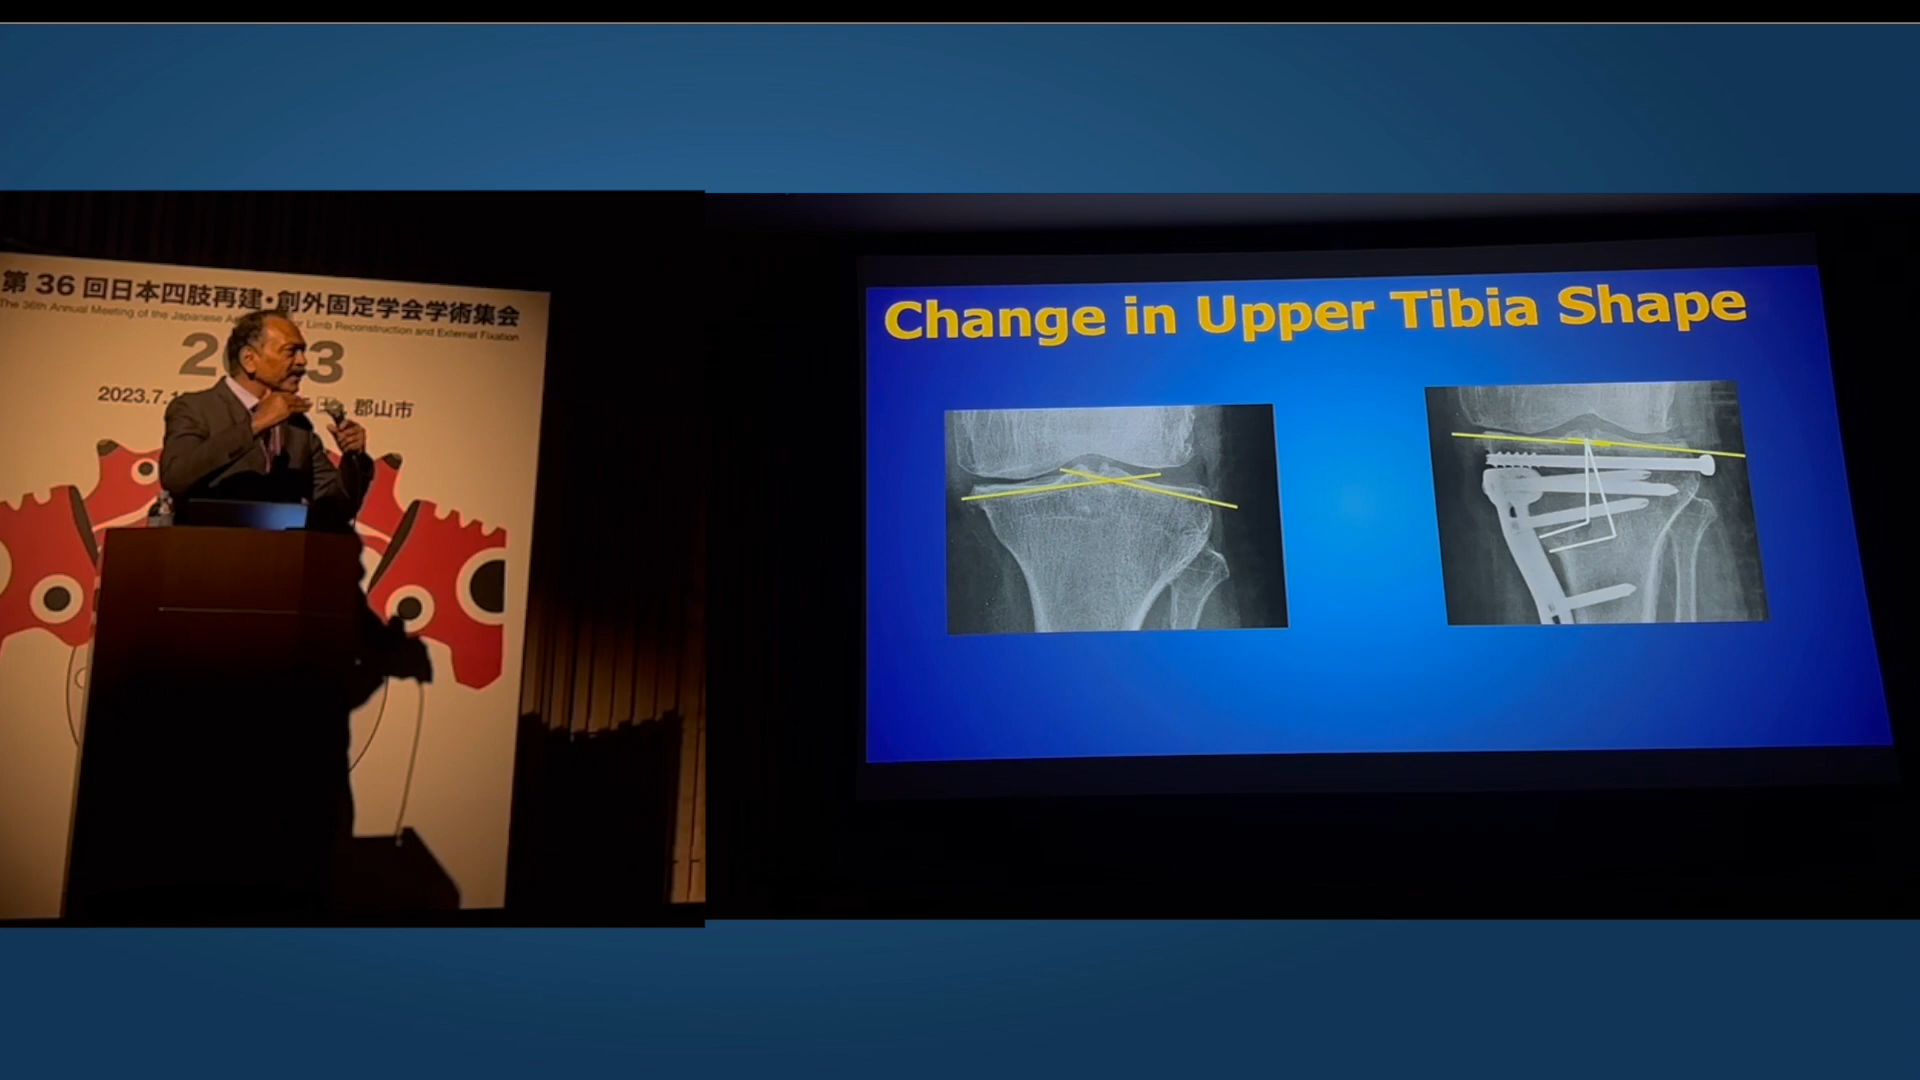 第36回日本四肢再建・創外固定学会学術集会
The 36th Annual Meeting of the Japanese Limb Reconstruction and External Fixation
2023.7. 郡山市
Change in Upper Tibia Shape